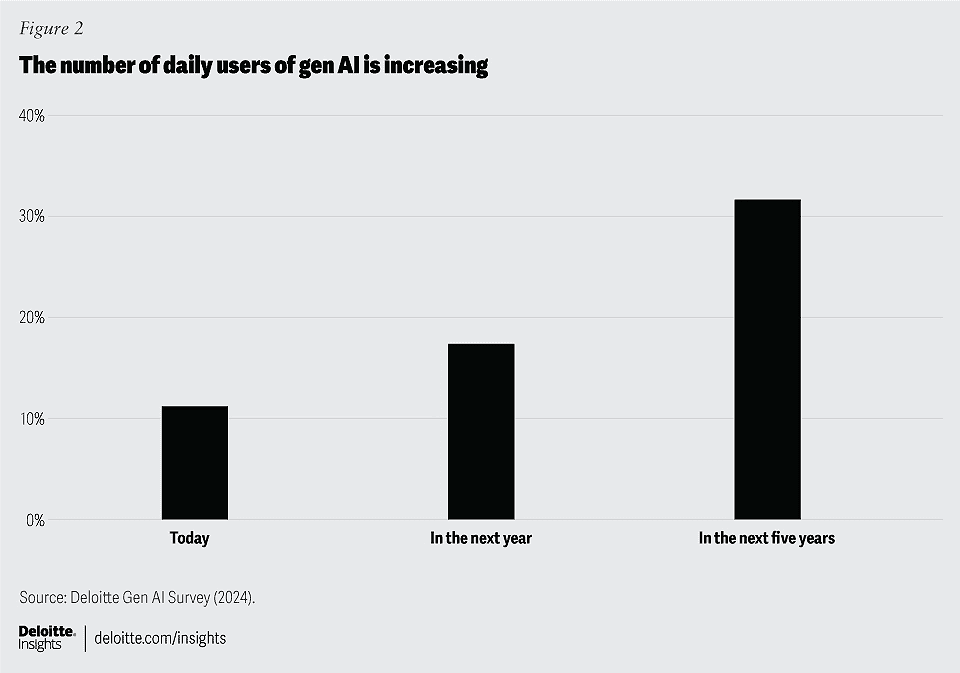 Figure 2
The number of daily users of gen AI is increasing
40%
30%
20%
10%
0%
Today
In the next year
In the next five years
Source: Deloitte Gen AI Survey (2024).
Deloitte.
Insights
deloitte.com/insights